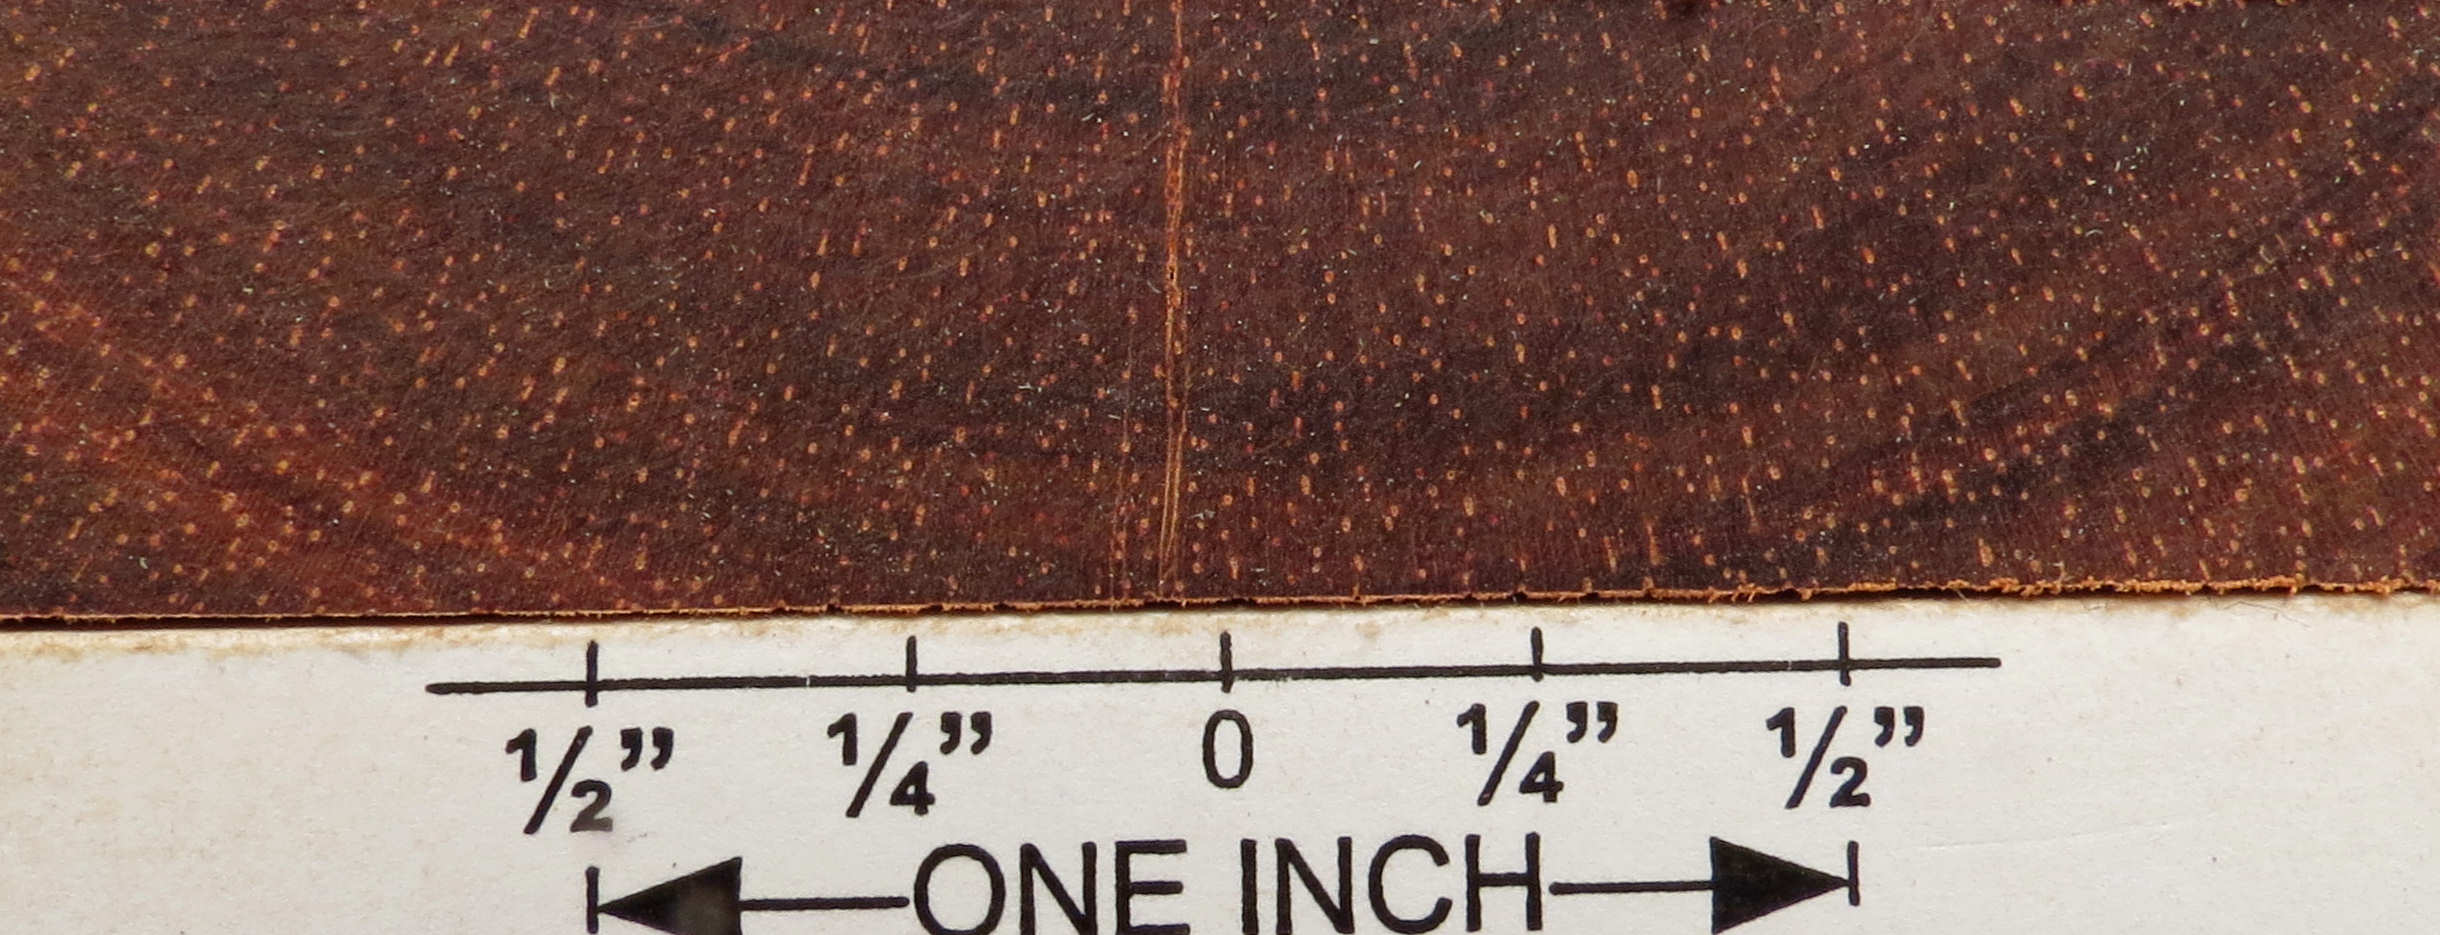 ½” ¼” 0 ¼” ½”
ONE INCH